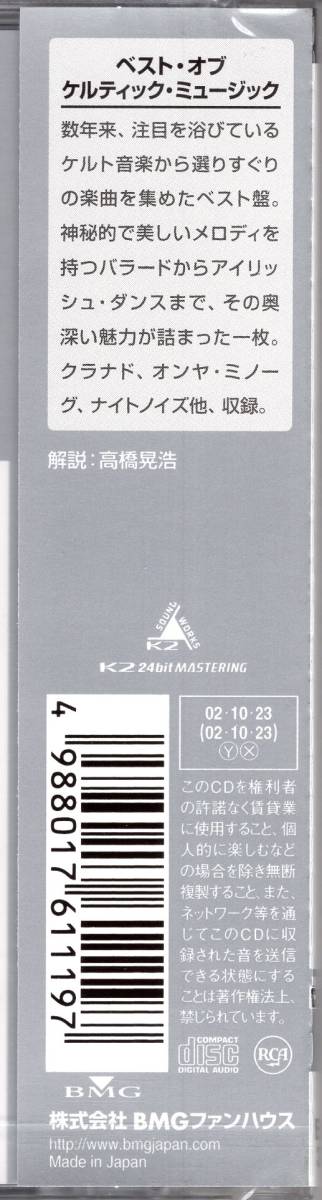 ベスト・オブ
ケルティック・ミュージック
数年来、注目を浴びている
ケルト音楽から選りすぐり
の楽曲を集めたベスト盤。
神秘的で美しいメロディを
持つバラードからアイリッ
シュ・ダンスまで、その奥
深い魅力が詰まった一枚。
クラナド、オンヤ・ミノー
グ、ナイトノイズ他、収録。
解説:高橋晃浩
SOUND WORKS
K2
K2 24bit MASTERING
4 988017 611197
02・10・23
(02・10・23)
Ⓨ Ⓧ
このCDを権利者
の許諾なく賃貸業
に使用すること、個
人的に楽しむなど
の場合を除き無断
複製すること、また、
ネットワーク等を通
じてこのCDに収
録された音を送信
できる状態にする
ことは著作権法上、
禁じられています。
COMPACT
disc
DIGITAL AUDIO
RCA
BMG
株式会社 BMGファンハウス
http://www.bmgjapan.com
Made in Japan